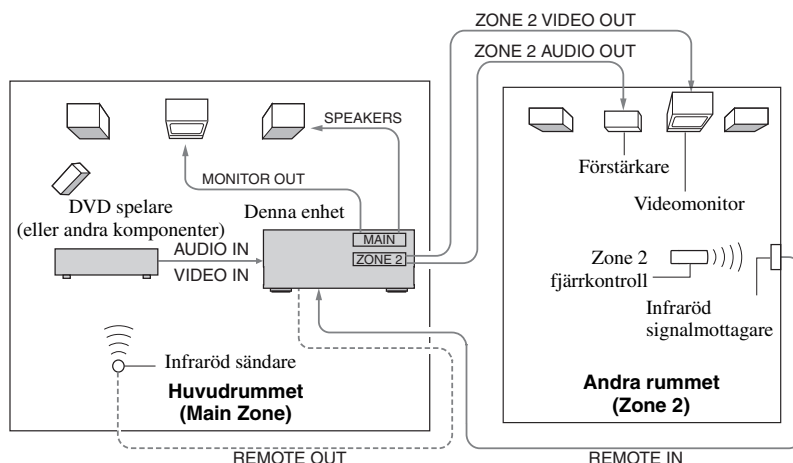 ZONE 2 VIDEO OUT
ZONE 2 AUDIO OUT
SPEAKERS
MONITOR OUT
DVD spelare
(eller andra komponenter)
Denna enhet
AUDIO IN
VIDEO IN
MAIN
ZONE 2
Infraröd sändare
Huvudrummet
(Main Zone)
REMOTE OUT
Förstärkare
Videomonitor
Zone 2
fjärrkontroll
Infraröd
signalmottagare
Andra rummet
(Zone 2)
REMOTE IN